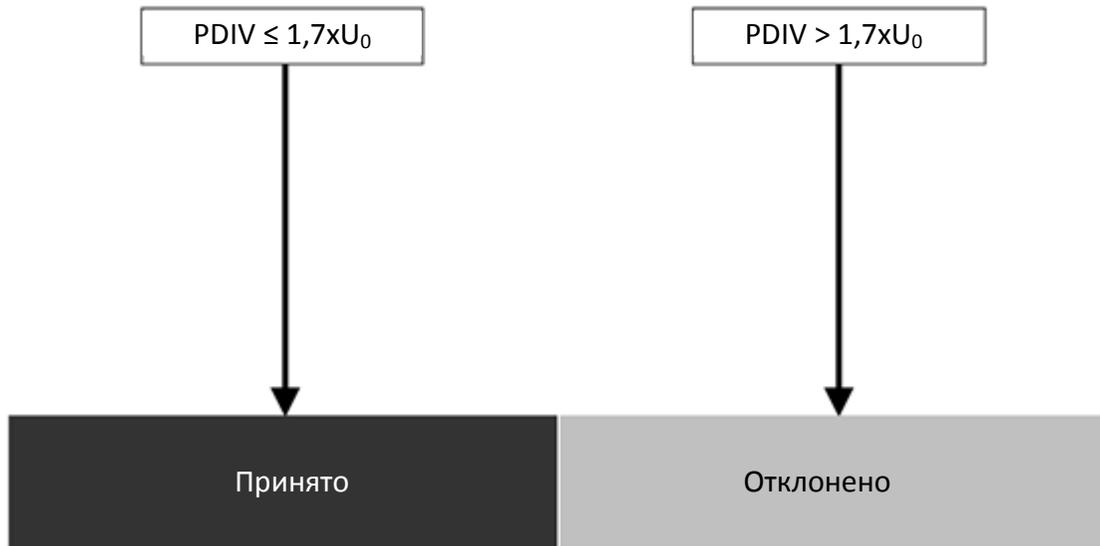 PDIV ≤ 1,7xU₀
PDIV > 1,7xU₀
Принято
Отклонено